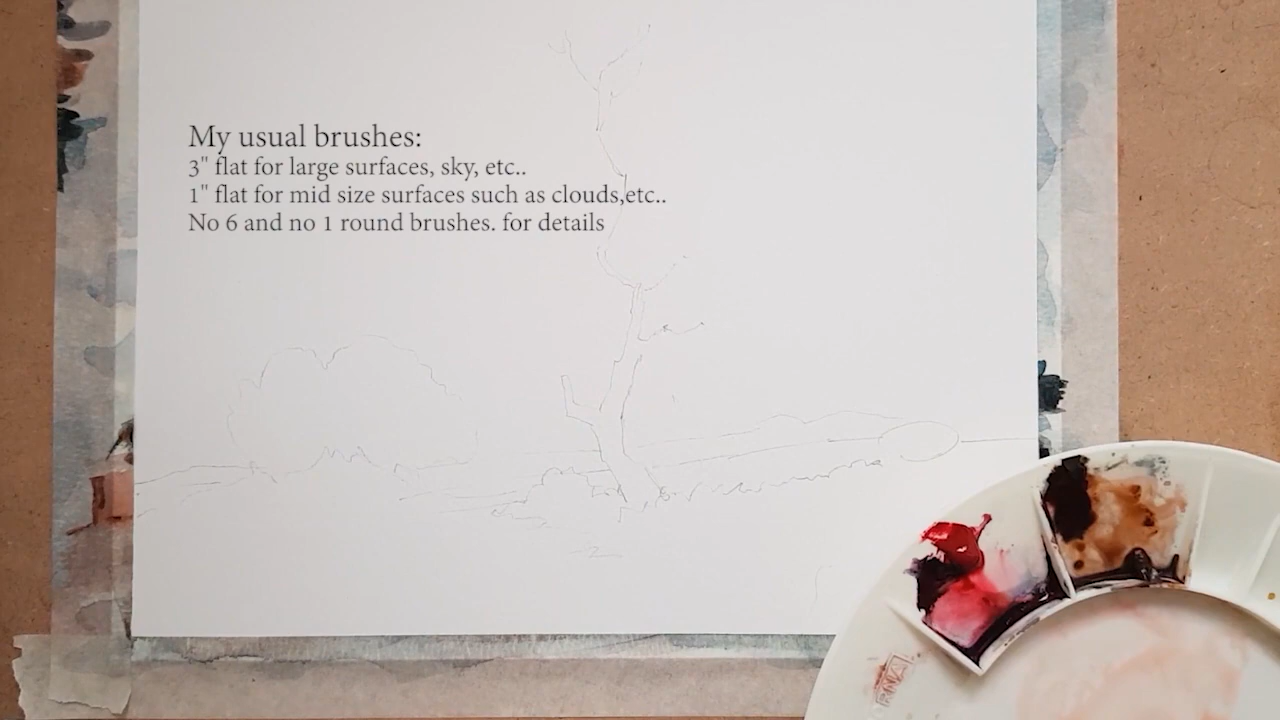 My usual brushes:
3" flat for large surfaces, sky, etc..
1" flat for mid size surfaces such as clouds,etc..
No 6 and no 1 round brushes. for details